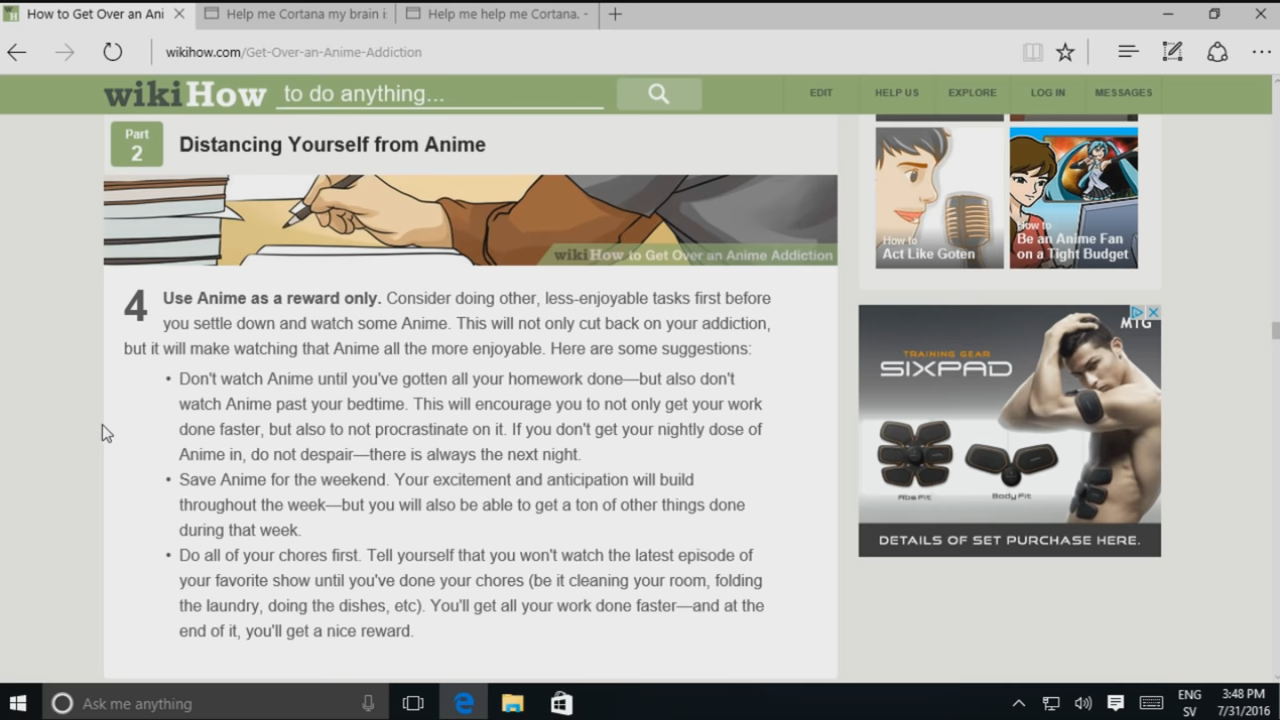 How to Get Over an Ani
Help me Cortana my brain i
Help me help me Cortana. -
wikihow.com/Get-Over-an-Anime-Addiction
wikiHow to do anything...
EDIT
HELP US
EXPLORE
LOG IN
MESSAGES
Part
2
Distancing Yourself from Anime
wikiHow to Get Over an Anime Addiction
4 Use Anime as a reward only. Consider doing other, less-enjoyable tasks first before
you settle down and watch some Anime. This will not only cut back on your addiction,
but it will make watching that Anime all the more enjoyable. Here are some suggestions:
• Don't watch Anime until you've gotten all your homework done—but also don't
watch Anime past your bedtime. This will encourage you to not only get your work
done faster, but also to not procrastinate on it. If you don't get your nightly dose of
Anime in, do not despair—there is always the next night.
• Save Anime for the weekend. Your excitement and anticipation will build
throughout the week—but you will also be able to get a ton of other things done
during that week.
• Do all of your chores first. Tell yourself that you won't watch the latest episode of
your favorite show until you've done your chores (be it cleaning your room, folding
the laundry, doing the dishes, etc). You'll get all your work done faster—and at the
end of it, you'll get a nice reward.
How to
Act Like Goten
How to
Be an Anime Fan
on a Tight Budget
MTG
TRAINING GEAR
SIXPAD
Abs Fit
Body Fit
DETAILS OF SET PURCHASE HERE.
Ask me anything
ENG
SV
3:48 PM
7/31/2016